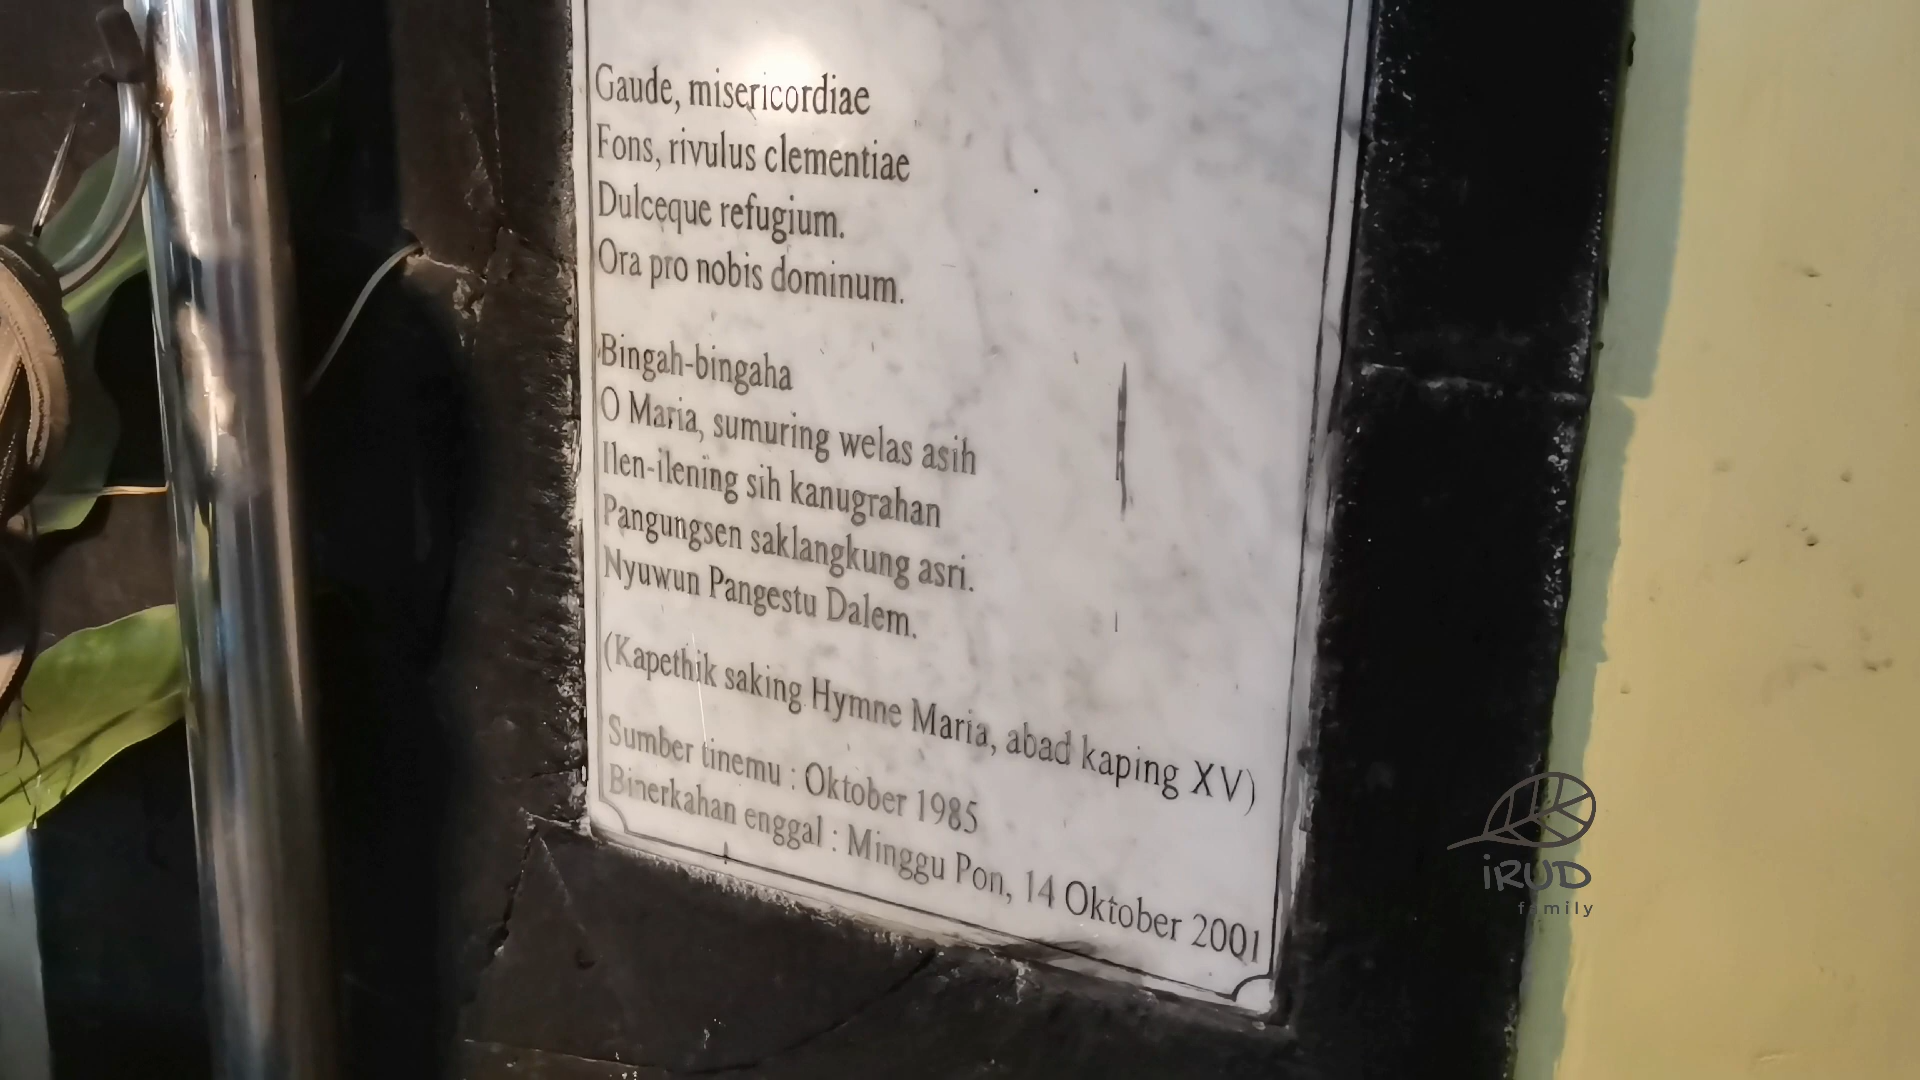 Gaude, misericordiae
Fons, rivulus clementiae
Dulceque refugium.
Ora pro nobis dominum.
Bingah-bingaha
O Maria, sumuring welas asih
Ilen-ilening sih kanugrahan
Pangungsen saklangkung asri.
Nyuwun Pangestu Dalem.
(Kapethik saking Hymne Maria, abad kaping XV)
Sumber tinemu : Oktober 1985
Binerkahan enggal : Minggu Pon, 14 Oktober 2001
iRUD
family